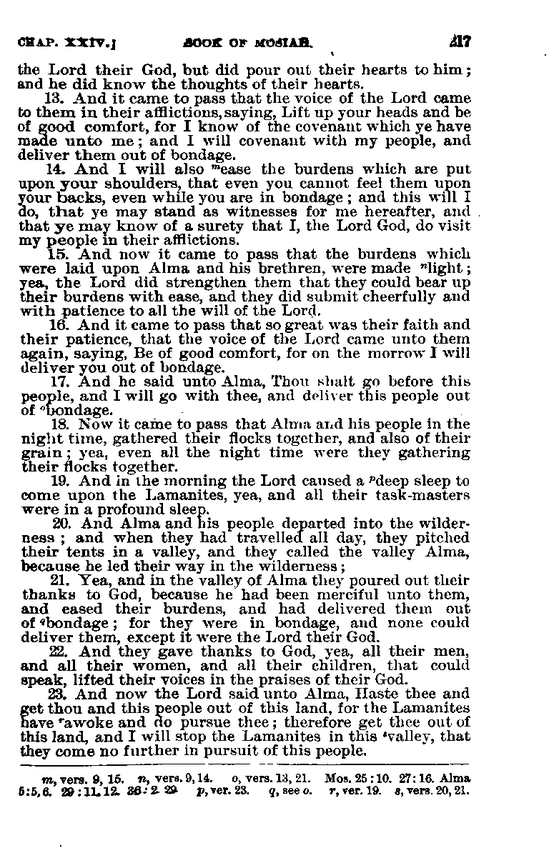 CHAP. XXIV.] BOOK OF MOSIAH. 417
the Lord their God, but did pour out their hearts to him;
and he did know the thoughts of their hearts.
13. And it came to pass that the voice of the Lord came
to them in their afflictions, saying, Lift up your heads and be
of good comfort, for I know of the covenant which ye have
made unto me; and I will covenant with my people, and
deliver them out of bondage.
14. And I will also ᵐease the burdens which are put
upon your shoulders, that even you cannot feel them upon
your backs, even while you are in bondage; and this will I
do, that ye may stand as witnesses for me hereafter, and
that ye may know of a surety that I, the Lord God, do visit
my people in their afflictions.
15. And now it came to pass that the burdens which
were laid upon Alma and his brethren, were made ⁿlight;
yea, the Lord did strengthen them that they could bear up
their burdens with ease, and they did submit cheerfully and
with patience to all the will of the Lord.
16. And it came to pass that so great was their faith and
their patience, that the voice of the Lord came unto them
again, saying, Be of good comfort, for on the morrow I will
deliver you out of bondage.
17. And he said unto Alma, Thou shalt go before this
people, and I will go with thee, and deliver this people out
of ᵒbondage.
18. Now it came to pass that Alma and his people in the
night time, gathered their flocks together, and also of their
grain; yea, even all the night time were they gathering
their flocks together.
19. And in the morning the Lord caused a ᵖdeep sleep to
come upon the Lamanites, yea, and all their task-masters
were in a profound sleep.
20. And Alma and his people departed into the wilder-
ness; and when they had travelled all day, they pitched
their tents in a valley, and they called the valley Alma,
because he led their way in the wilderness;
21. Yea, and in the valley of Alma they poured out their
thanks to God, because he had been merciful unto them,
and eased their burdens, and had delivered them out
of qbondage; for they were in bondage, and none could
deliver them, except it were the Lord their God.
22. And they gave thanks to God, yea, all their men,
and all their women, and all their children, that could
speak, lifted their voices in the praises of their God.
23. And now the Lord said unto Alma, Haste thee and
get thou and this people out of this land, for the Lamanites
have ʳawoke and do pursue thee; therefore get thee out of
this land, and I will stop the Lamanites in this ˢvalley, that
they come no further in pursuit of this people.
m, vers. 9, 15. n, vers. 9, 14. o, vers. 13, 21. Mos. 25:10. 27:16. Alma
5:5, 6. 29:11, 12. 36:2. 29. p, ver. 23. q, see o. r, ver. 19. s, vers. 20, 21.